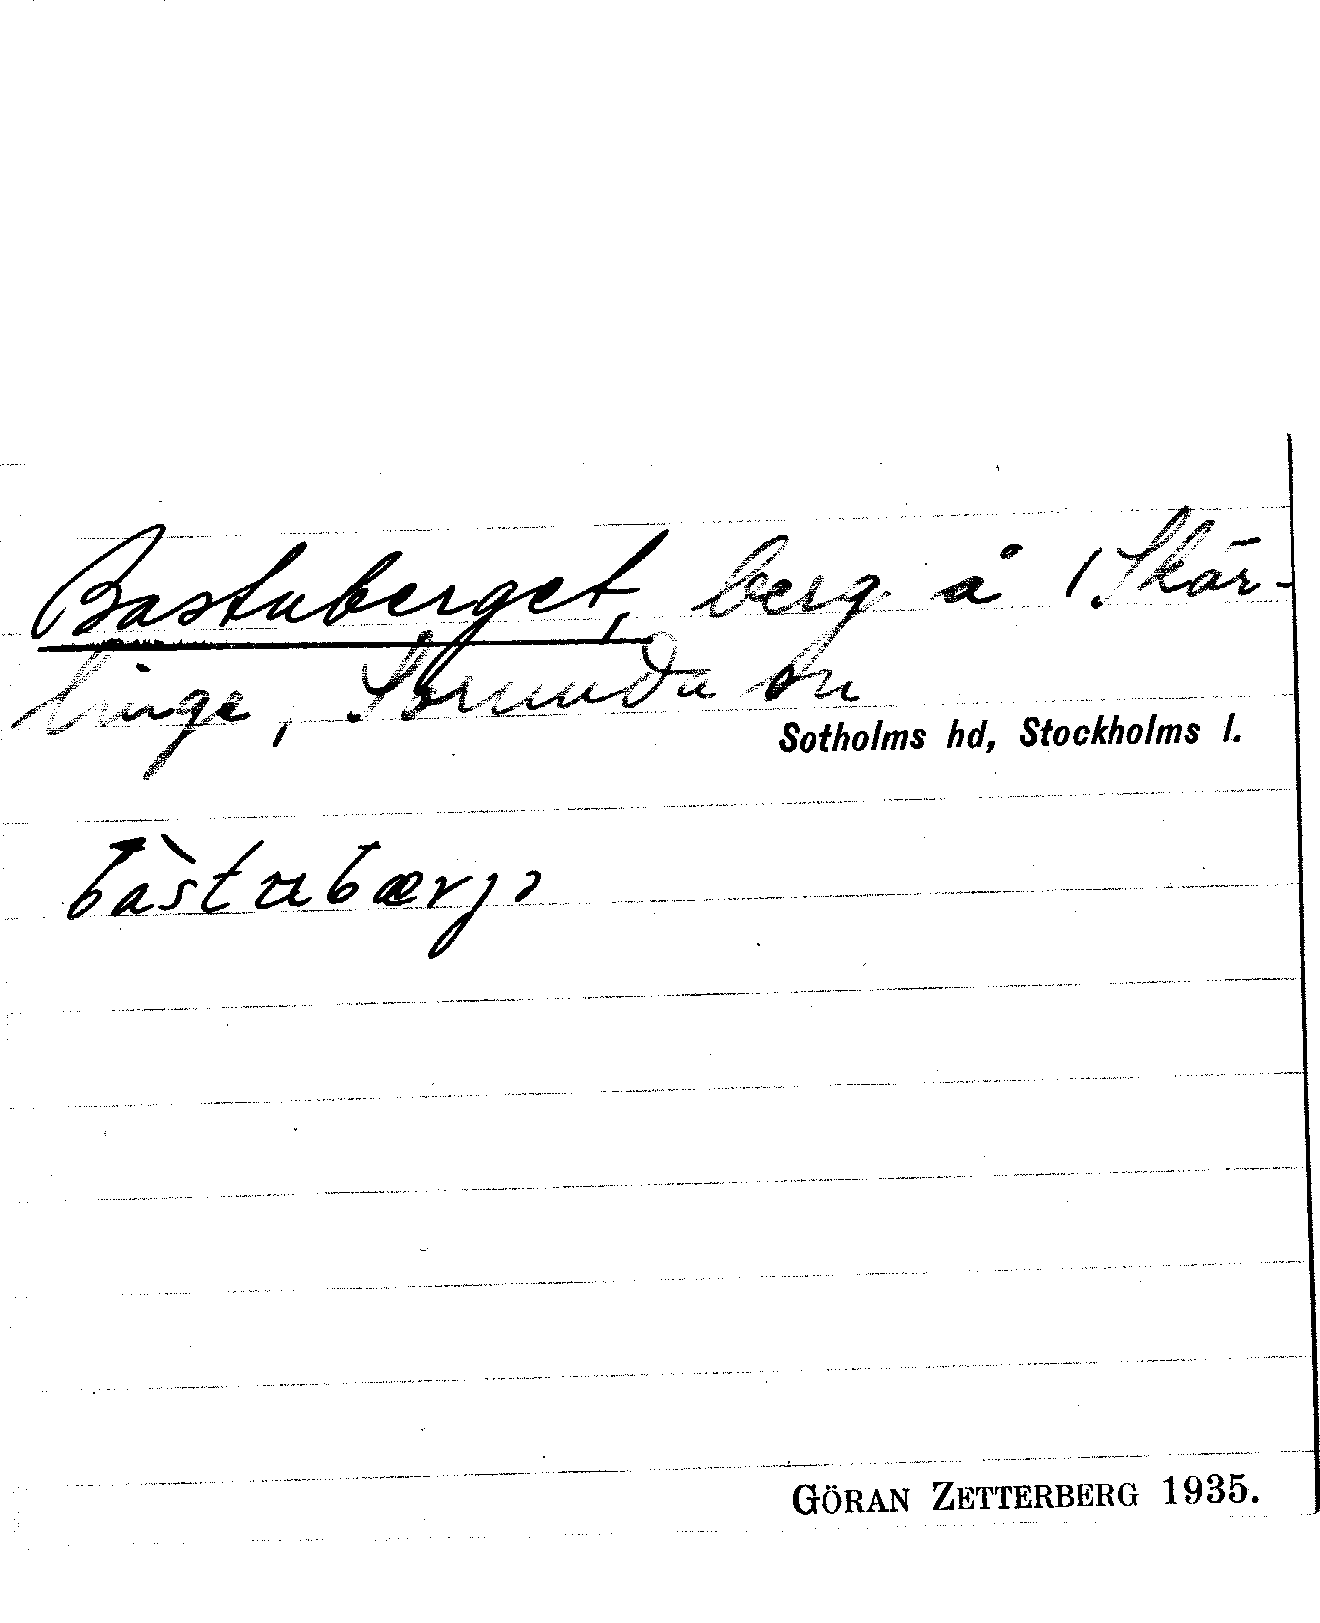 Bastuberget, berg å 1 Skär-
linge, Sorunda sn
Sotholms hd, Stockholms l.
bàstubærjə
GÖRAN ZETTERBERG 1935.